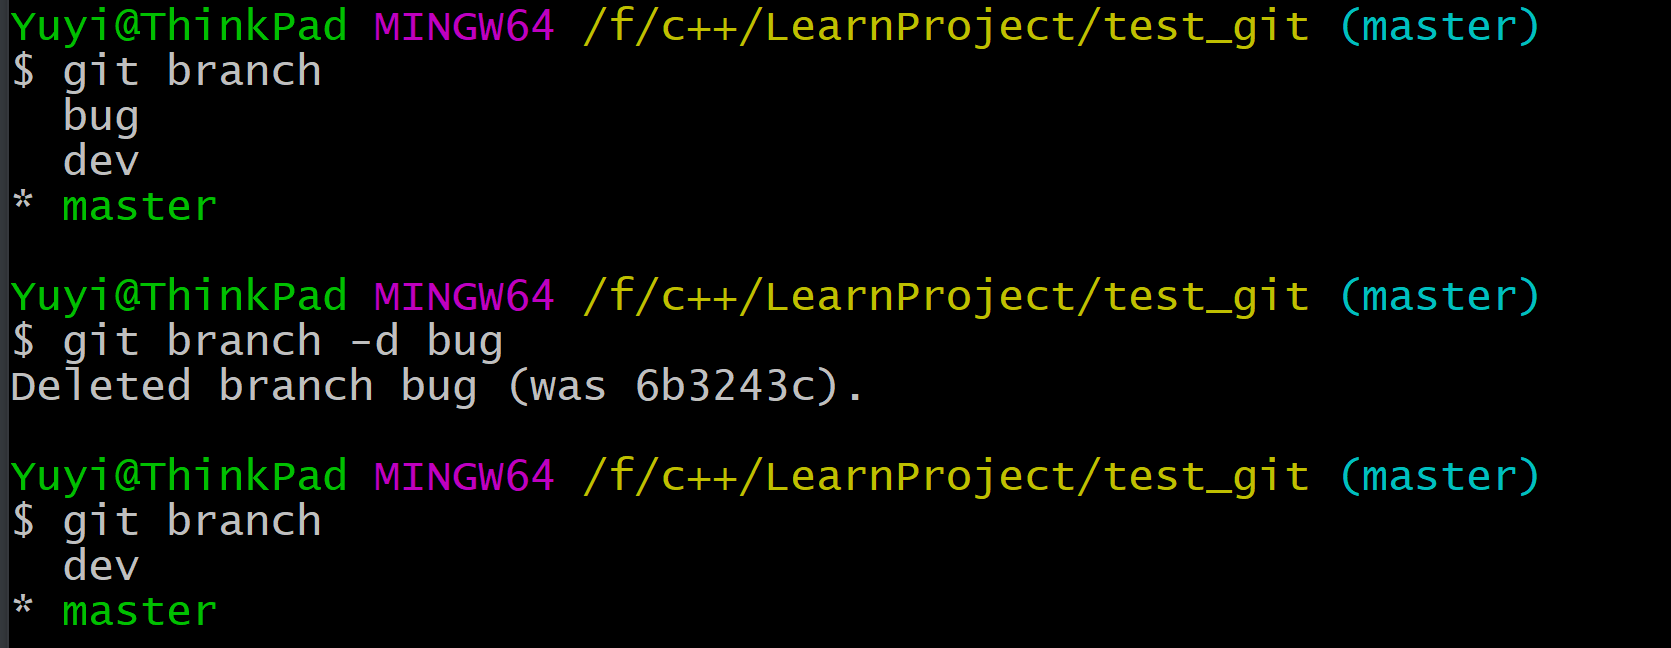 Yuyi@ThinkPad MINGW64 /f/c++/LearnProject/test_git (master)
$ git branch
  bug
  dev
* master

Yuyi@ThinkPad MINGW64 /f/c++/LearnProject/test_git (master)
$ git branch -d bug
Deleted branch bug (was 6b3243c).

Yuyi@ThinkPad MINGW64 /f/c++/LearnProject/test_git (master)
$ git branch
  dev
* master